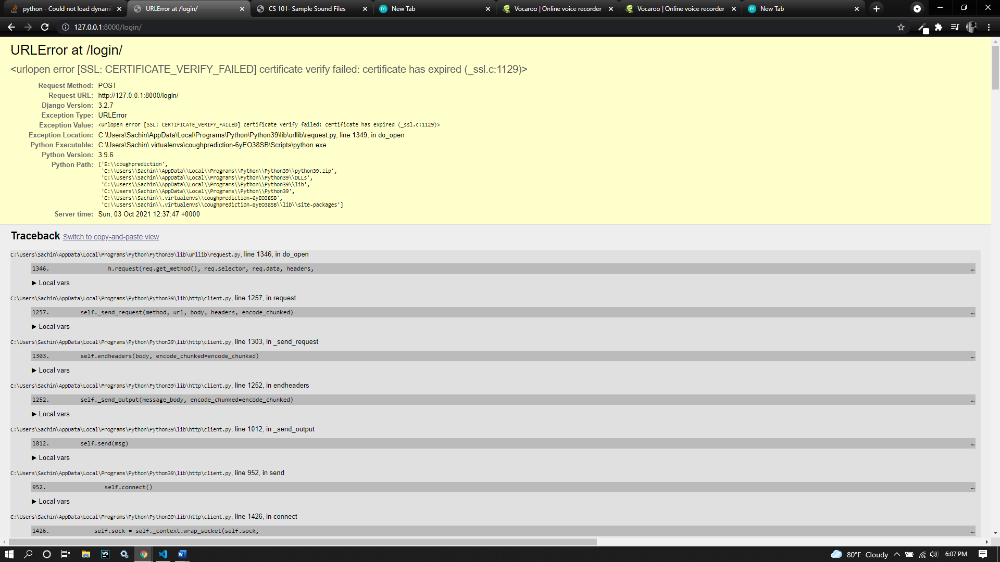 python - Could not load dynami
URLError at /login/
CS 101- Sample Sound Files
New Tab
Vocaroo | Online voice recorder
Vocaroo | Online voice recorder
New Tab
127.0.0.1:8000/login/
URLError at /login/
<urlopen error [SSL: CERTIFICATE_VERIFY_FAILED] certificate verify failed: certificate has expired (_ssl.c:1129)>
Request Method: POST
Request URL: http://127.0.0.1:8000/login/
Django Version: 3.2.7
Exception Type: URLError
Exception Value: <urlopen error [SSL: CERTIFICATE_VERIFY_FAILED] certificate verify failed: certificate has expired (_ssl.c:1129)>
Exception Location: C:\Users\Sachin\AppData\Local\Programs\Python\Python39\lib\urllib\request.py, line 1349, in do_open
Python Executable: C:\Users\Sachin\.virtualenvs\coughprediction-6yEO38SB\Scripts\python.exe
Python Version: 3.9.6
Python Path: ['E:\\coughprediction',
'C:\\Users\\Sachin\\AppData\\Local\\Programs\\Python\\Python39\\python39.zip',
'C:\\Users\\Sachin\\AppData\\Local\\Programs\\Python\\Python39\\DLLs',
'C:\\Users\\Sachin\\AppData\\Local\\Programs\\Python\\Python39\\lib',
'C:\\Users\\Sachin\\AppData\\Local\\Programs\\Python\\Python39',
'C:\\Users\\Sachin\\.virtualenvs\\coughprediction-6yEO38SB',
'C:\\Users\\Sachin\\.virtualenvs\\coughprediction-6yEO38SB\\lib\\site-packages']
Server time: Sun, 03 Oct 2021 12:37:47 +0000
Traceback Switch to copy-and-paste view
C:\Users\Sachin\AppData\Local\Programs\Python\Python39\lib\urllib\request.py, line 1346, in do_open
1346. h.request(req.get_method(), req.selector, req.data, headers, …
▶ Local vars
C:\Users\Sachin\AppData\Local\Programs\Python\Python39\lib\http\client.py, line 1257, in request
1257. self._send_request(method, url, body, headers, encode_chunked) …
▶ Local vars
C:\Users\Sachin\AppData\Local\Programs\Python\Python39\lib\http\client.py, line 1303, in _send_request
1303. self.endheaders(body, encode_chunked=encode_chunked) …
▶ Local vars
C:\Users\Sachin\AppData\Local\Programs\Python\Python39\lib\http\client.py, line 1252, in endheaders
1252. self._send_output(message_body, encode_chunked=encode_chunked) …
▶ Local vars
C:\Users\Sachin\AppData\Local\Programs\Python\Python39\lib\http\client.py, line 1012, in _send_output
1012. self.send(msg) …
▶ Local vars
C:\Users\Sachin\AppData\Local\Programs\Python\Python39\lib\http\client.py, line 952, in send
952. self.connect() …
▶ Local vars
C:\Users\Sachin\AppData\Local\Programs\Python\Python39\lib\http\client.py, line 1426, in connect
1426. self.sock = self._context.wrap_socket(self.sock, …
80°F Cloudy
6:07 PM